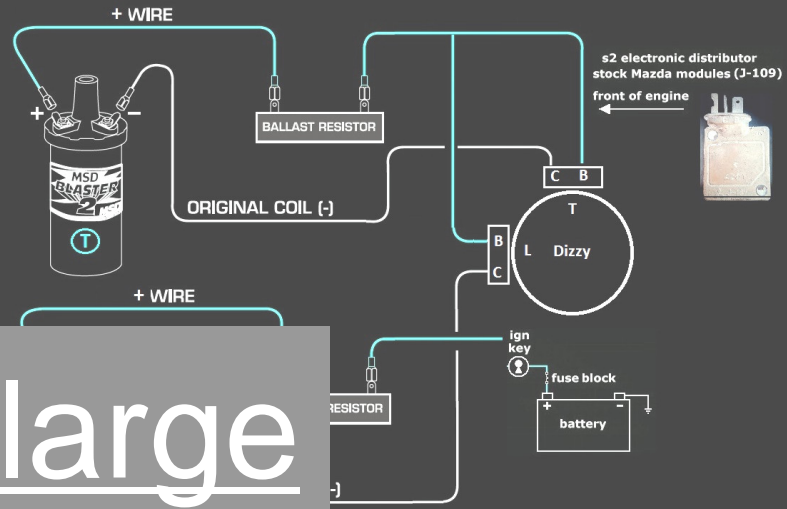 + WIRE
s2 electronic distributor
stock Mazda modules (J-109)
front of engine
+
−
BALLAST RESISTOR
MSD
BLASTER
2
MSD
T
ORIGINAL COIL (-)
C B
T
B
L Dizzy
C
+ WIRE
ign
key
fuse block
RESISTOR
+ −
battery
large
-)